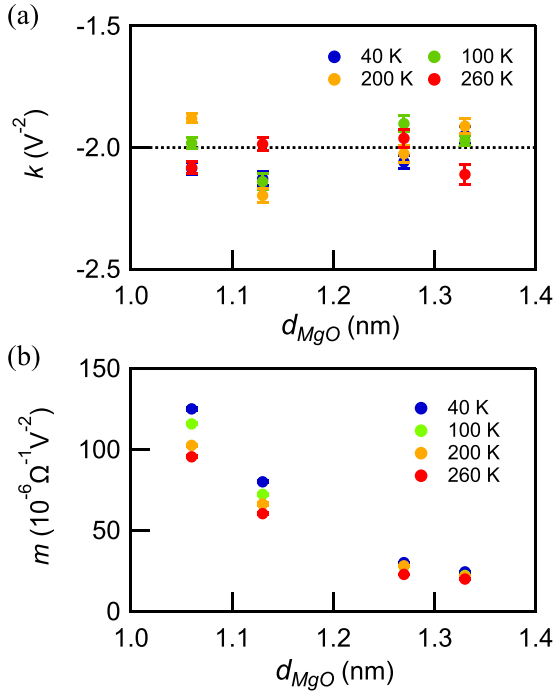 (a)
-1.5
40 K 100 K
200 K 260 K
k (V⁻²)
-2.0
-2.5
1.0 1.1 1.2 1.3 1.4
d_MgO (nm)
(b)
150
40 K
100 K
200 K
260 K
m (10⁻⁶Ω⁻¹V⁻²)
100
50
0
1.0 1.1 1.2 1.3 1.4
d_MgO (nm)